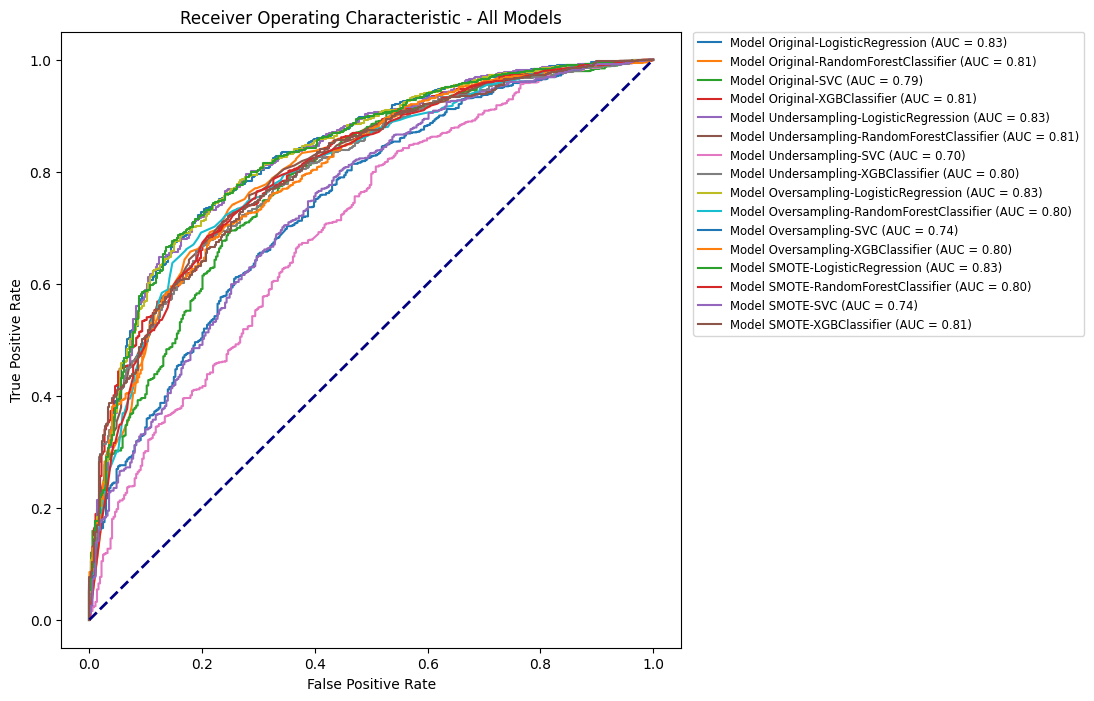 Receiver Operating Characteristic - All Models
Model Original-LogisticRegression (AUC = 0.83)
Model Original-RandomForestClassifier (AUC = 0.81)
Model Original-SVC (AUC = 0.79)
Model Original-XGBClassifier (AUC = 0.81)
Model Undersampling-LogisticRegression (AUC = 0.83)
Model Undersampling-RandomForestClassifier (AUC = 0.81)
Model Undersampling-SVC (AUC = 0.70)
Model Undersampling-XGBClassifier (AUC = 0.80)
Model Oversampling-LogisticRegression (AUC = 0.83)
Model Oversampling-RandomForestClassifier (AUC = 0.80)
Model Oversampling-SVC (AUC = 0.74)
Model Oversampling-XGBClassifier (AUC = 0.80)
Model SMOTE-LogisticRegression (AUC = 0.83)
Model SMOTE-RandomForestClassifier (AUC = 0.80)
Model SMOTE-SVC (AUC = 0.74)
Model SMOTE-XGBClassifier (AUC = 0.81)
True Positive Rate
1.0
0.8
0.6
0.4
0.2
0.0
0.0 0.2 0.4 0.6 0.8 1.0
False Positive Rate